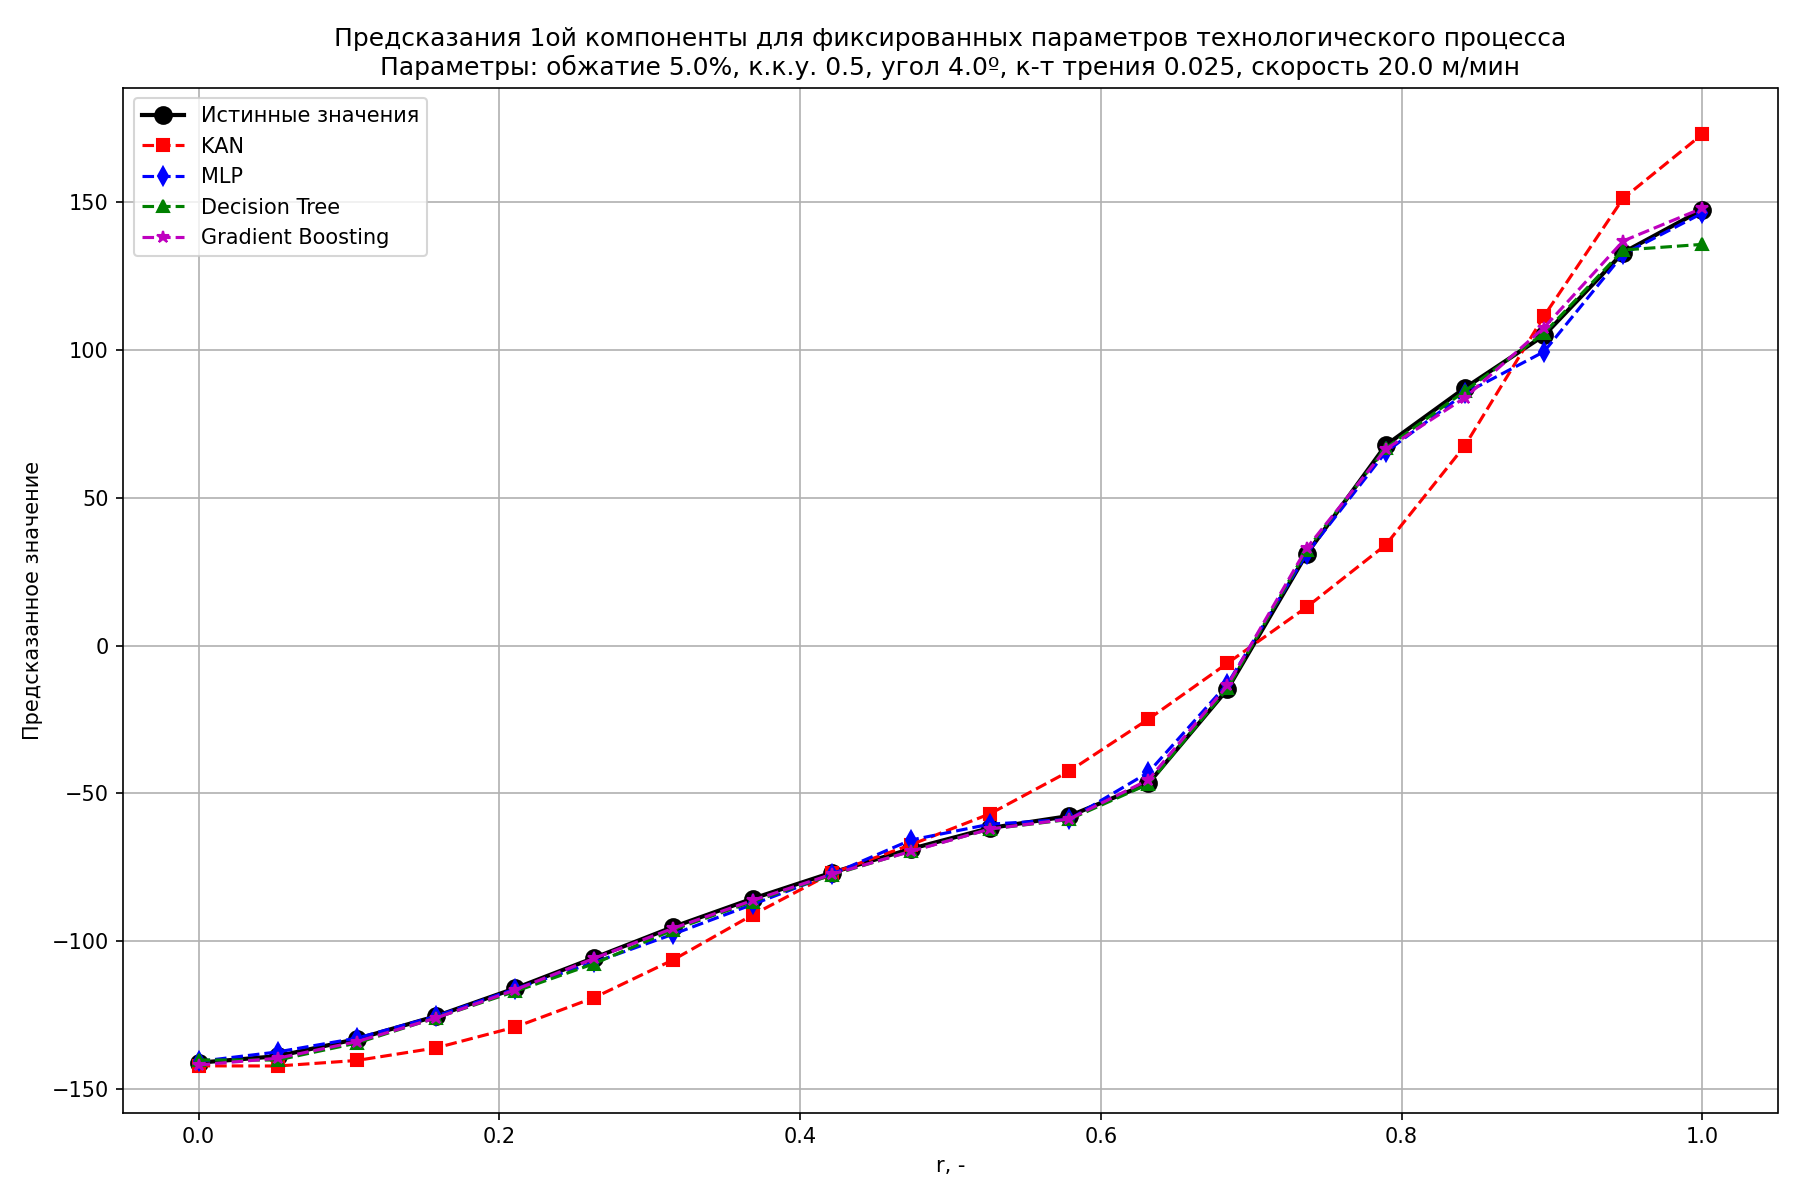 Предсказания 1ой компоненты для фиксированных параметров технологического процесса
Параметры: обжатие 5.0%, к.к.у. 0.5, угол 4.0º, к-т трения 0.025, скорость 20.0 м/мин
Истинные значения
KAN
MLP
Decision Tree
Gradient Boosting
Предсказанное значение
150
100
50
0
−50
−100
−150
0.0
0.2
0.4
0.6
0.8
1.0
r, -